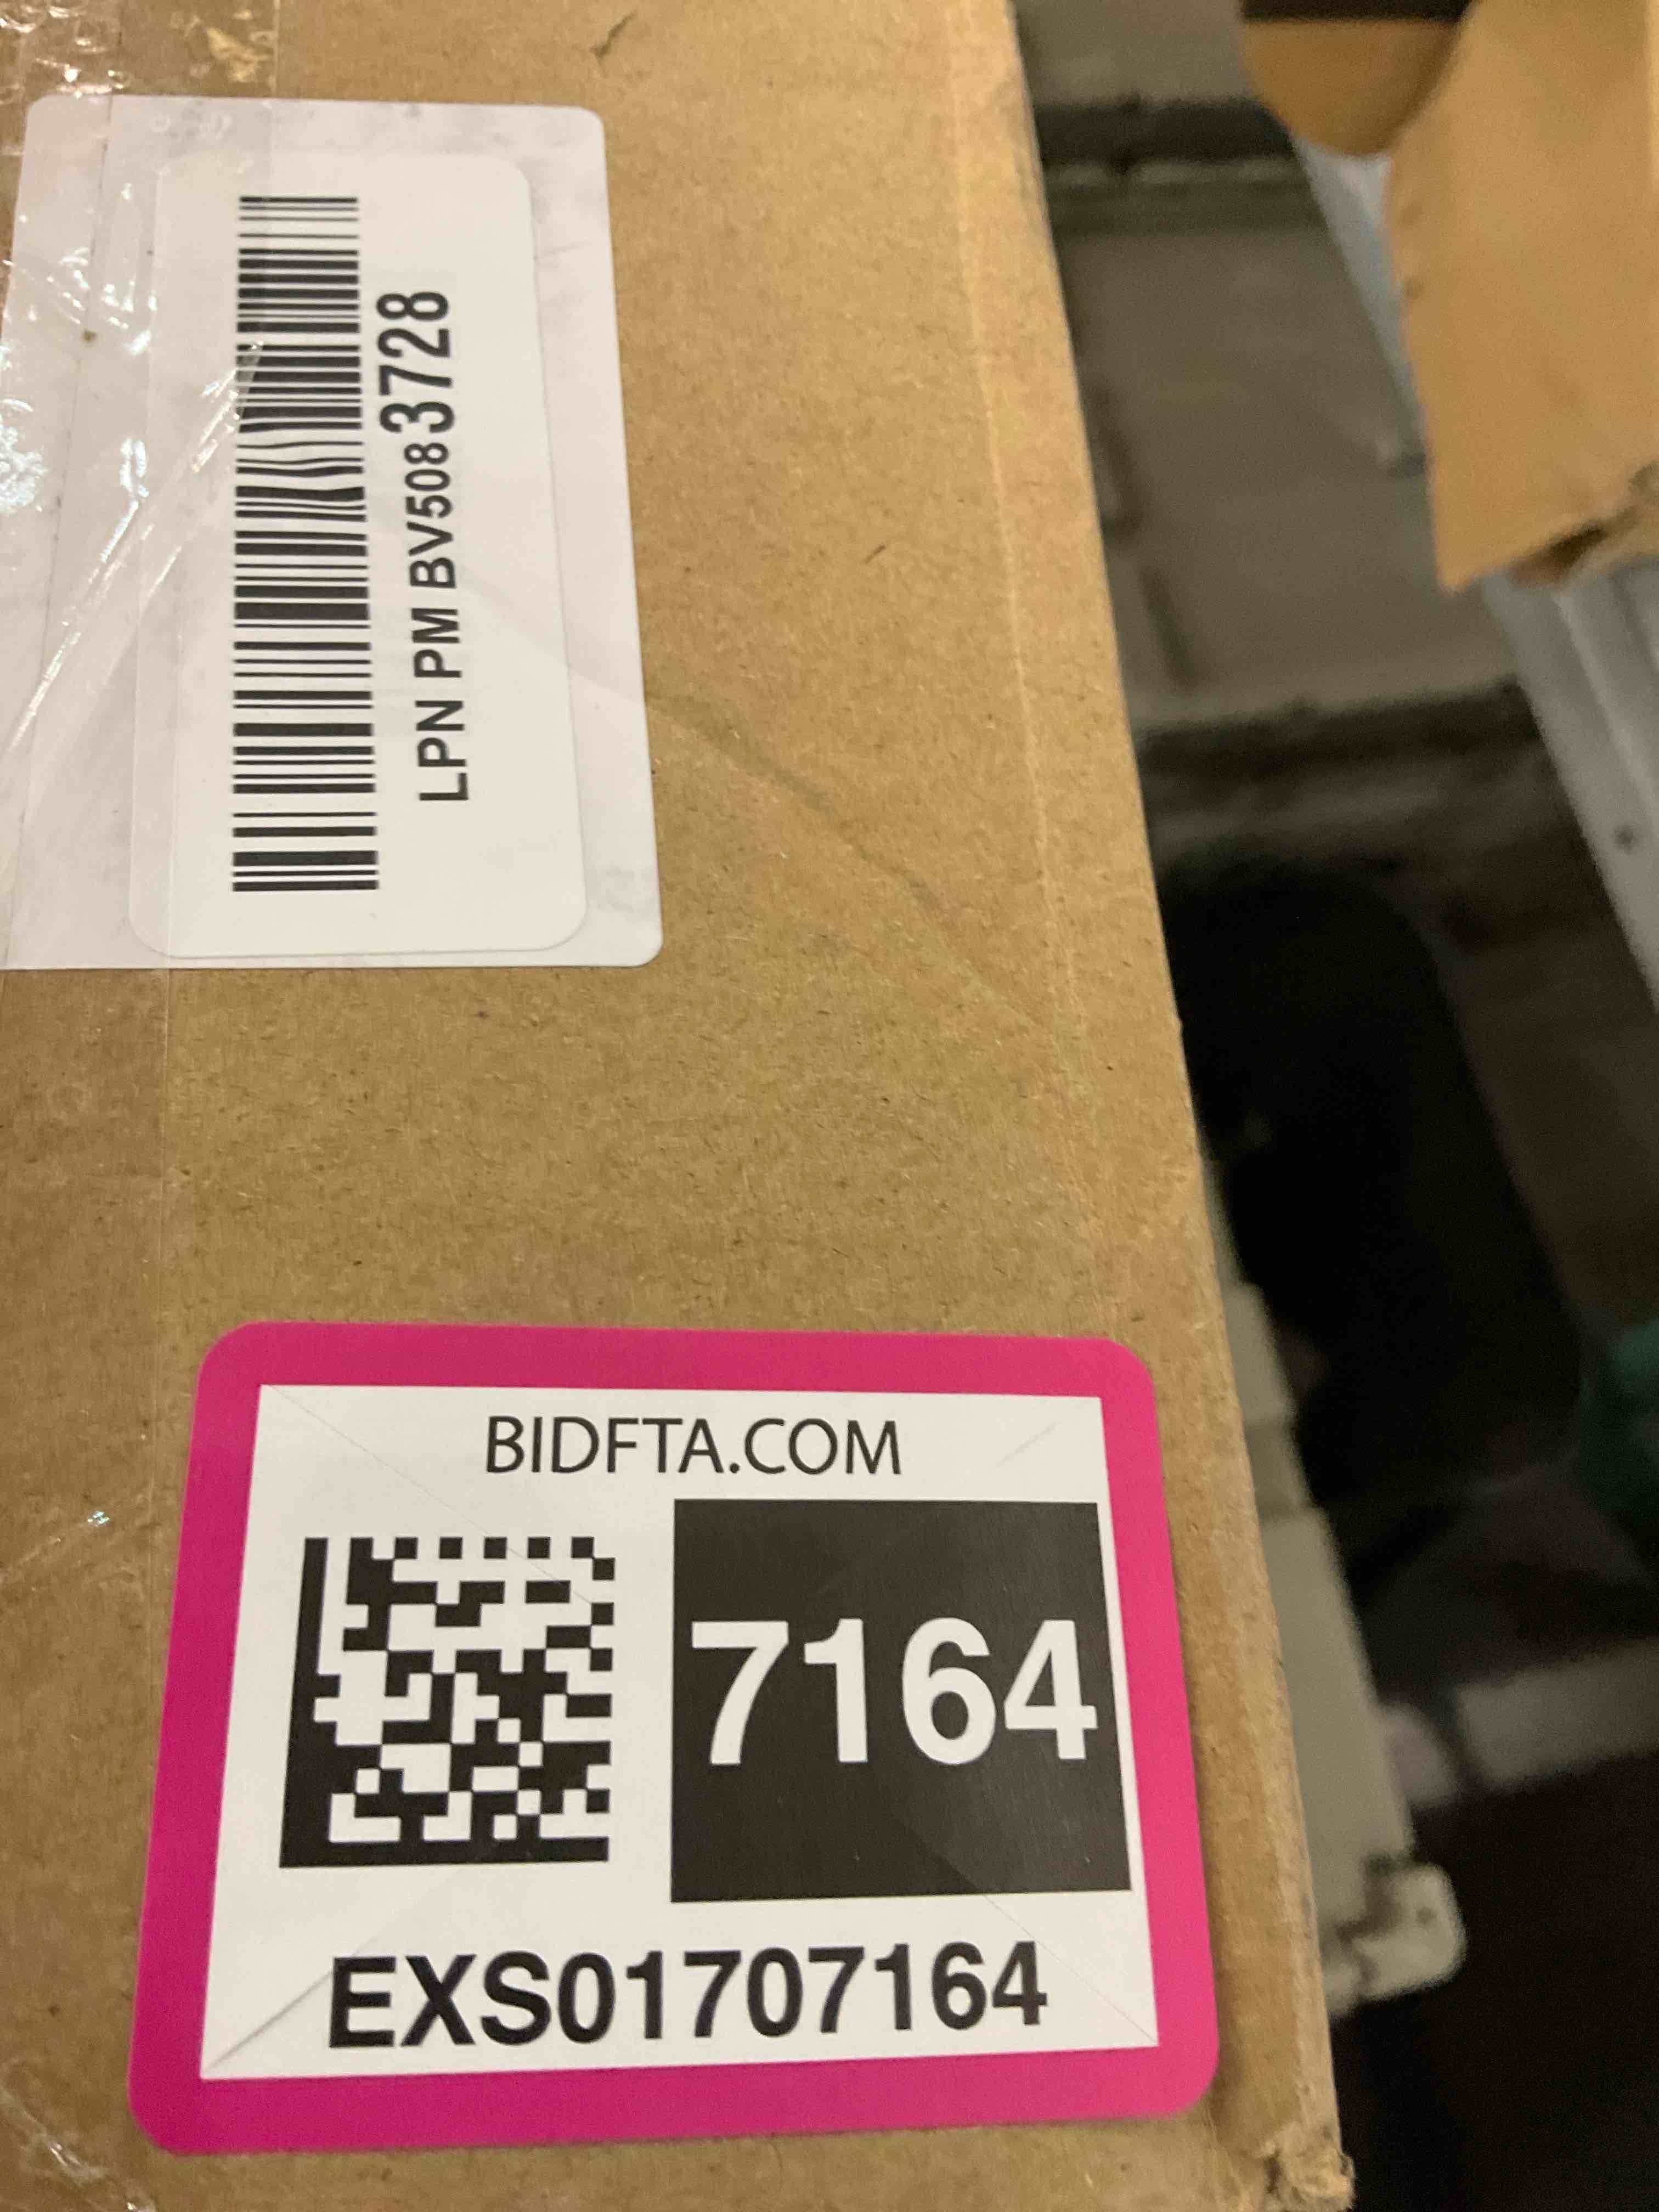 LPN PM BV5083728
BIDFTA.COM
7164
EXS01707164